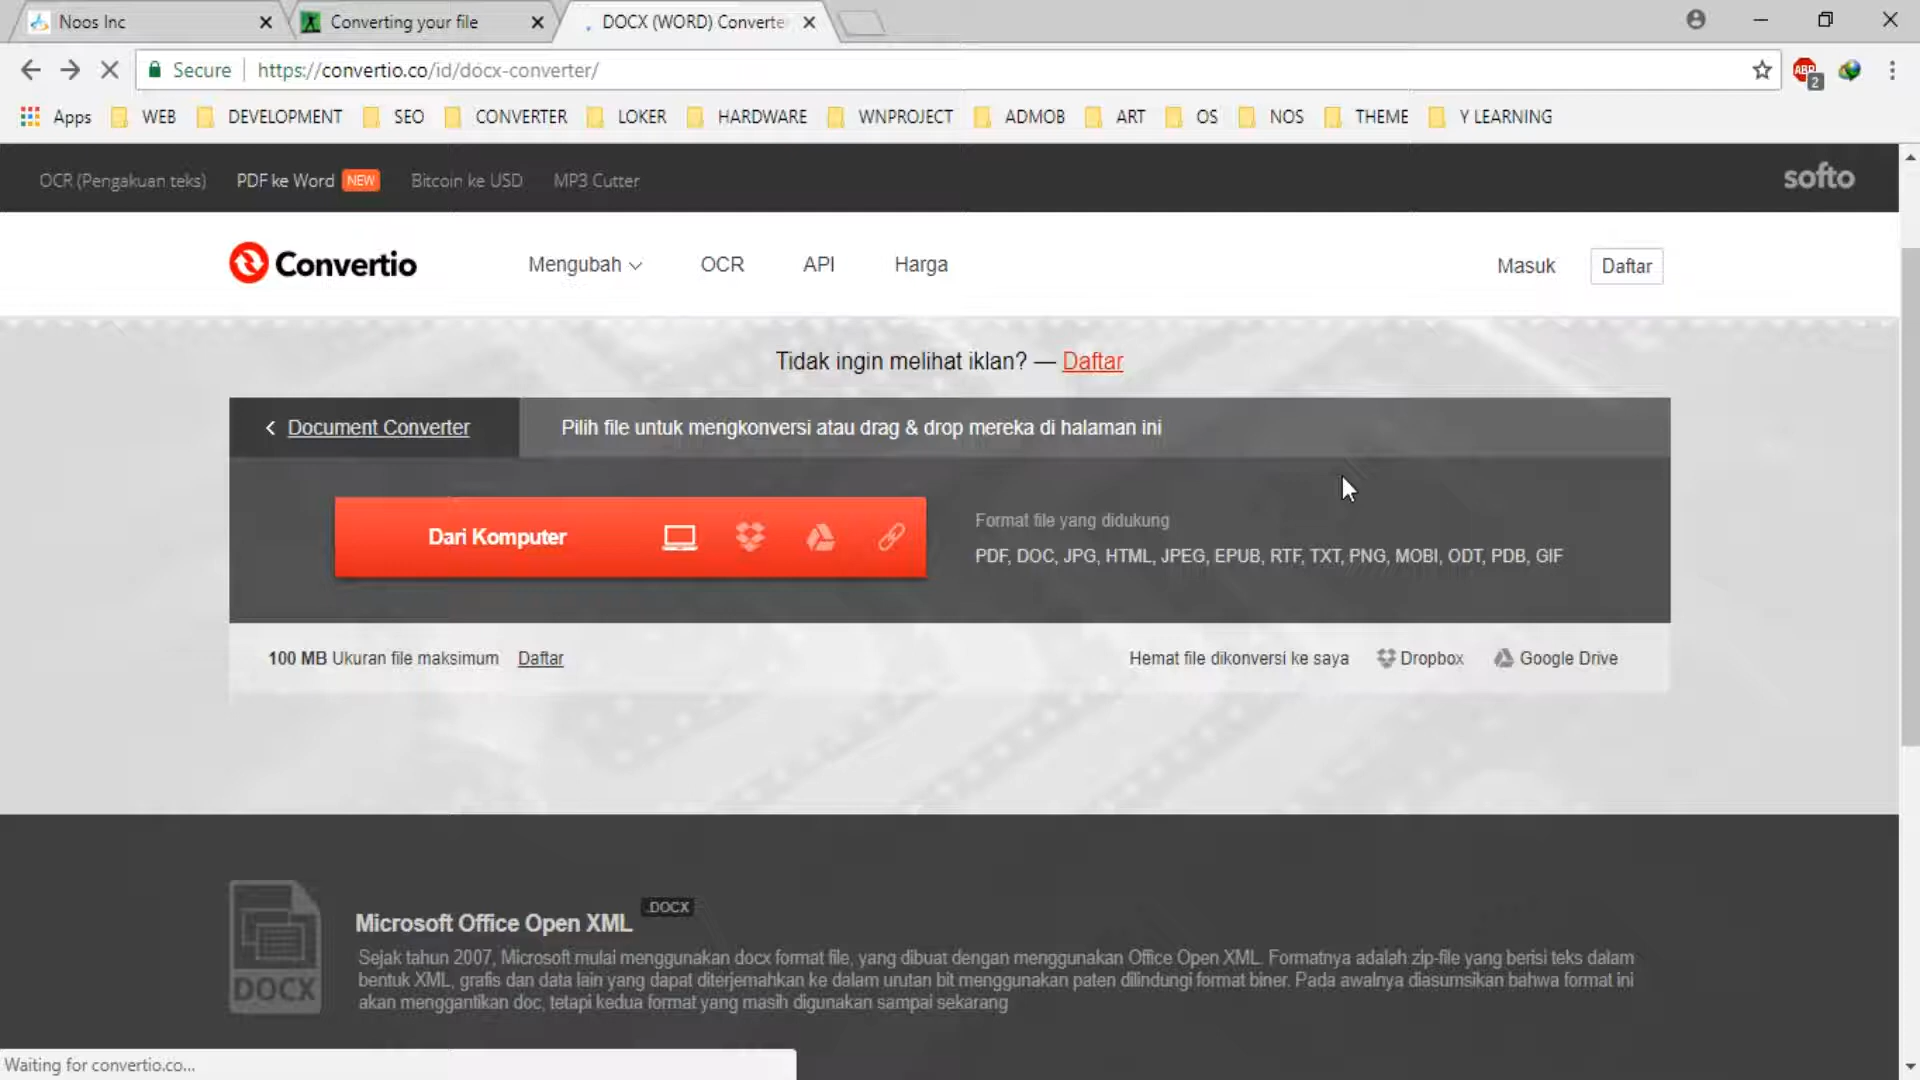 Noos Inc
Converting your file
DOCX (WORD) Converte
Secure
https://convertio.co/id/docx-converter/
ABP
2
Apps
WEB
DEVELOPMENT
SEO
CONVERTER
LOKER
HARDWARE
WNPROJECT
ADMOB
ART
OS
NOS
THEME
Y LEARNING
OCR (Pengakuan teks)
PDF ke Word NEW
Bitcoin ke USD
MP3 Cutter
softo
Convertio
Mengubah
OCR
API
Harga
Masuk
Daftar
Tidak ingin melihat iklan? — Daftar
Document Converter
Pilih file untuk mengkonversi atau drag & drop mereka di halaman ini
Dari Komputer
Format file yang didukung
PDF, DOC, JPG, HTML, JPEG, EPUB, RTF, TXT, PNG, MOBI, ODT, PDB, GIF
100 MB Ukuran file maksimum Daftar
Hemat file dikonversi ke saya
Dropbox
Google Drive
DOCX
Microsoft Office Open XML
.DOCX
Sejak tahun 2007, Microsoft mulai menggunakan docx format file, yang dibuat dengan menggunakan Office Open XML. Formatnya adalah zip-file yang berisi teks dalam
bentuk XML, grafis dan data lain yang dapat diterjemahkan ke dalam urutan bit menggunakan paten dilindungi format biner. Pada awalnya diasumsikan bahwa format ini
akan menggantikan doc, tetapi kedua format yang masih digunakan sampai sekarang
Waiting for convertio.co...